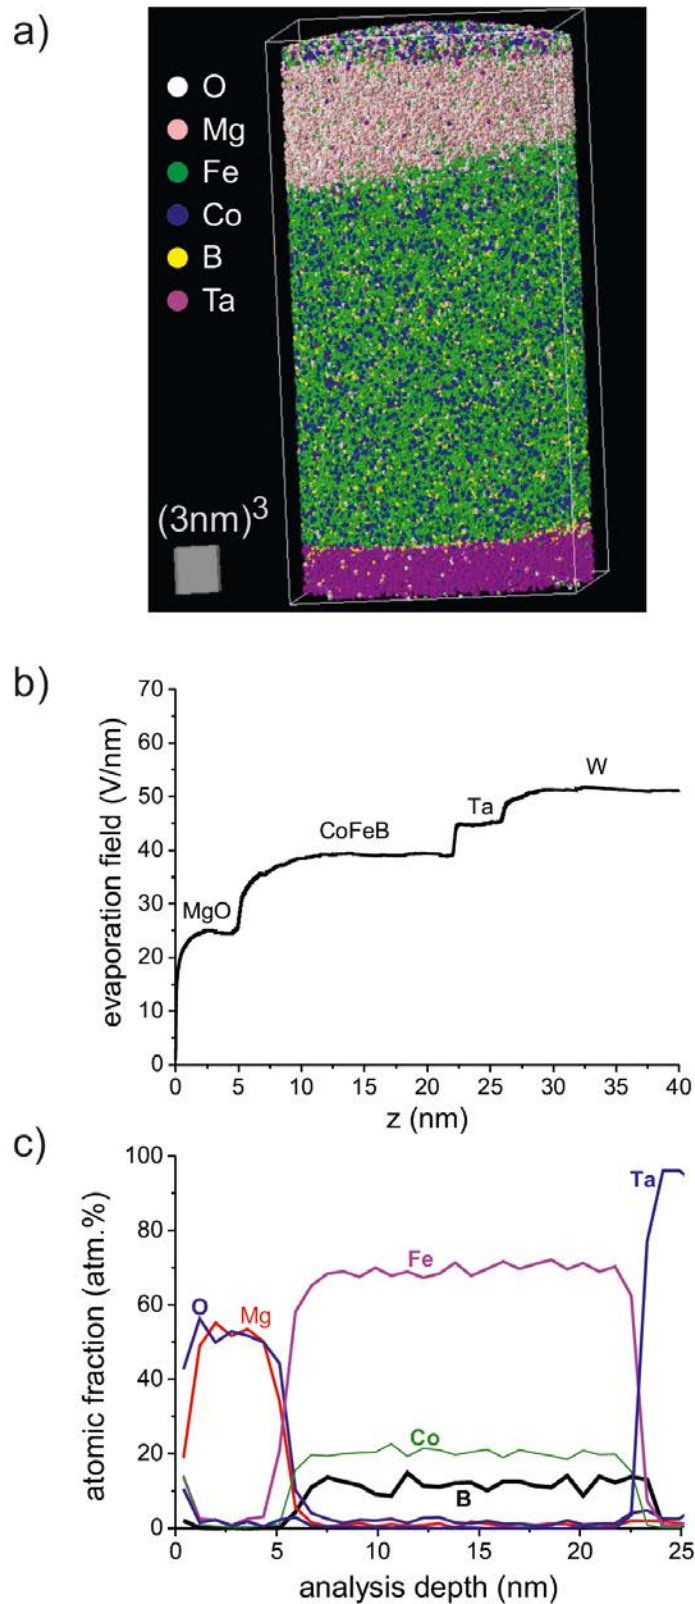 a)
O
Mg
Fe
Co
B
Ta
(3nm)³
b)
evaporation field (V/nm)
70
60
50
40
30
20
10
0
MgO
CoFeB
Ta
W
0 5 10 15 20 25 30 35 40
z (nm)
c)
atomic fraction (atm.%)
100
80
60
40
20
0
O
Mg
Fe
Co
B
Ta
0 5 10 15 20 25
analysis depth (nm)